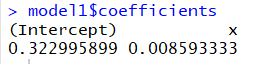 > model1$coefficients
(Intercept)           x
0.322995899 0.008593333